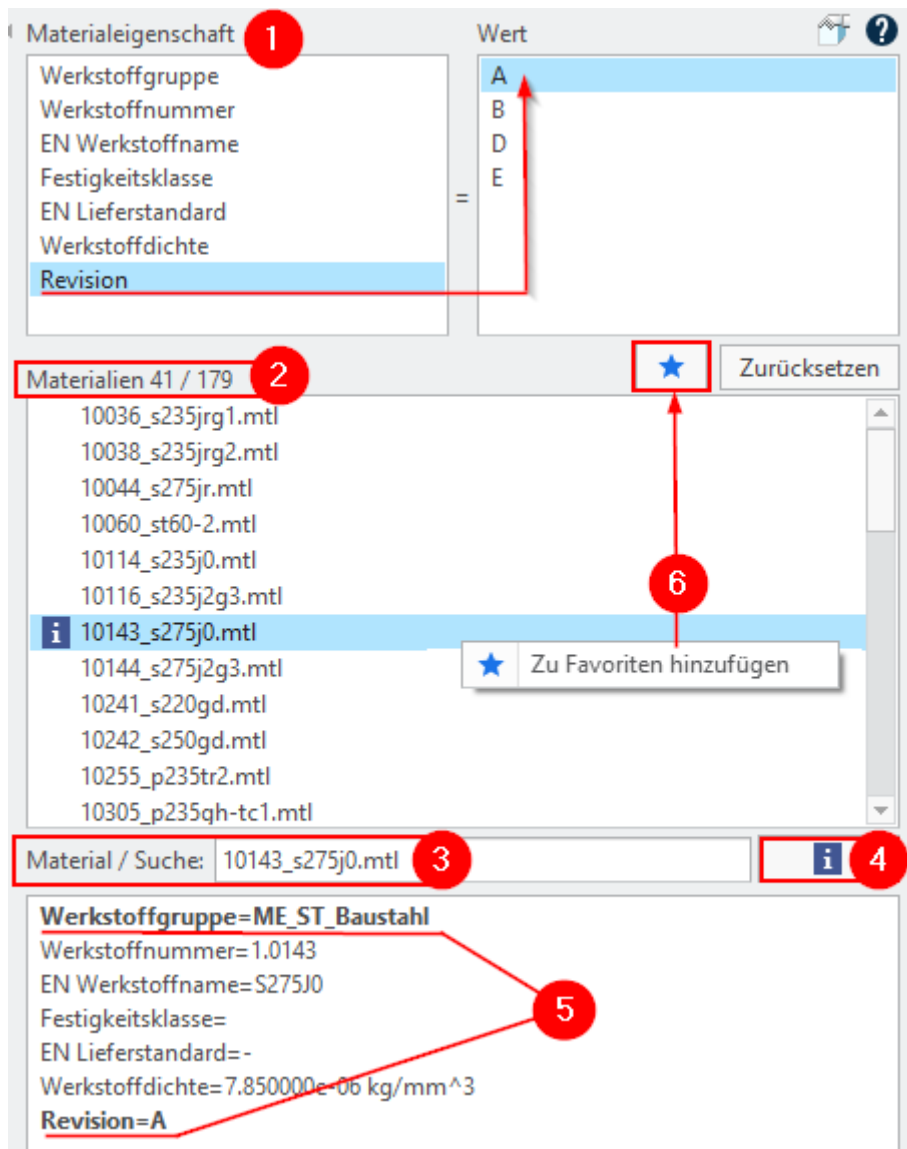 Materialeigenschaft 1 Wert ?
Werkstoffgruppe
Werkstoffnummer
EN Werkstoffname
Festigkeitsklasse
EN Lieferstandard
Werkstoffdichte
Revision
=
A
B
D
E
Materialien 41 / 179 2 Zurücksetzen
10036_s235jrg1.mtl
10038_s235jrg2.mtl
10044_s275jr.mtl
10060_st60-2.mtl
10114_s235j0.mtl
10116_s235j2g3.mtl
i 10143_s275j0.mtl
10144_s275j2g3.mtl
10241_s220gd.mtl
10242_s250gd.mtl
10255_p235tr2.mtl
10305_p235gh-tc1.mtl
6
Zu Favoriten hinzufügen
Material / Suche: 10143_s275j0.mtl 3 i 4
Werkstoffgruppe=ME_ST_Baustahl
Werkstoffnummer=1.0143
EN Werkstoffname=S275J0
Festigkeitsklasse=
EN Lieferstandard=-
Werkstoffdichte=7.850000e-06 kg/mm^3
Revision=A
5